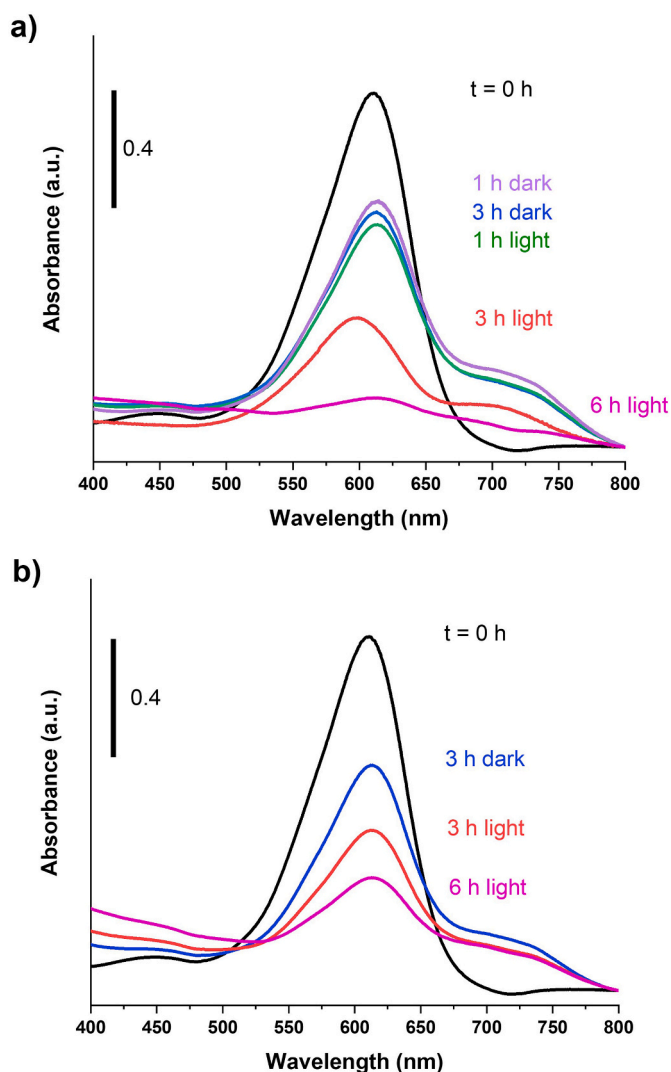 a)
t = 0 h
0.4
1 h dark
3 h dark
1 h light
3 h light
6 h light
Absorbance (a.u.)
400 450 500 550 600 650 700 750 800
Wavelength (nm)
b)
t = 0 h
0.4
3 h dark
3 h light
6 h light
Absorbance (a.u.)
400 450 500 550 600 650 700 750 800
Wavelength (nm)